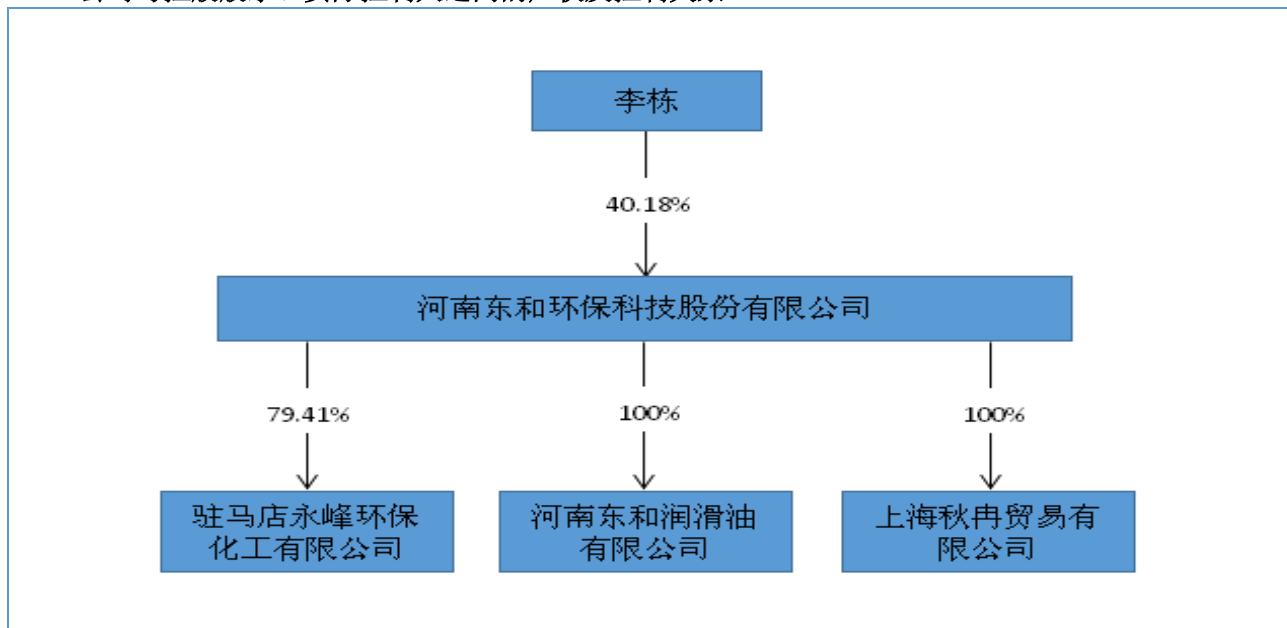 李栋
40.18%
河南东和环保科技股份有限公司
79.41%
100%
100%
驻马店永峰环保
化工有限公司
河南东和润滑油
有限公司
上海秋冉贸易有
限公司